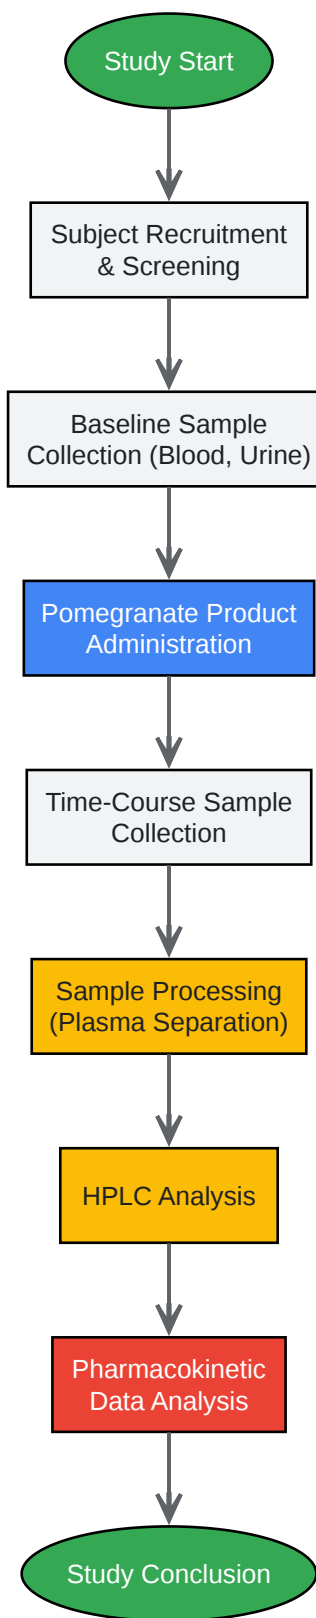 Study Start
Subject Recruitment
& Screening
Baseline Sample
Collection (Blood, Urine)
Pomegranate Product
Administration
Time-Course Sample
Collection
Sample Processing
(Plasma Separation)
HPLC Analysis
Pharmacokinetic
Data Analysis
Study Conclusion